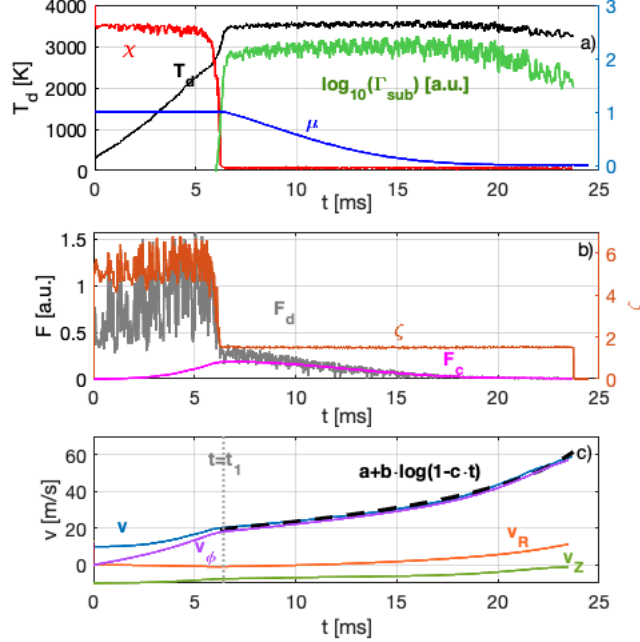 4000
3000
2000
1000
0
T_d [K]
χ
T_d
log_10(Γ_sub) [a.u.]
μ
a)
3
2
1
0
0 5 10 15 20 25
t [ms]
1.5
1
0.5
0
F [a.u.]
F_d
ζ
F_c
b)
6
4
2
0
ζ
0 5 10 15 20 25
t [ms]
60
40
20
0
v [m/s]
t=t_1
a+b·log(1-c·t)
c)
v
v_ϕ
v_R
v_Z
0 5 10 15 20 25
t [ms]